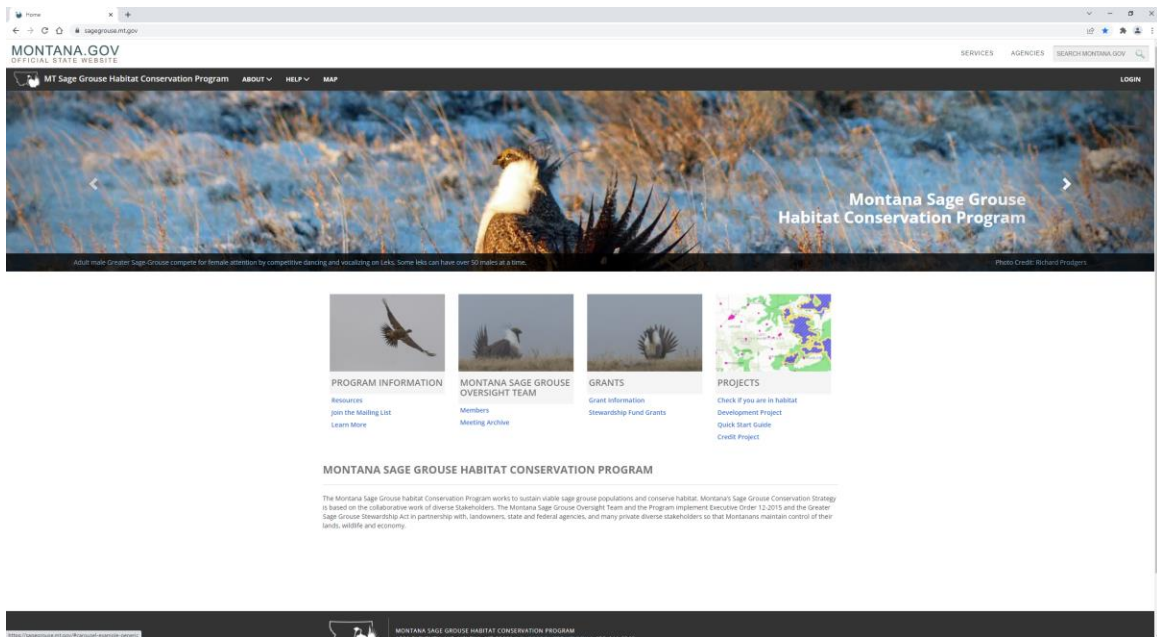 Home
sagegrouse.mt.gov
MONTANA.GOV
OFFICIAL STATE WEBSITE
SERVICES AGENCIES SEARCH MONTANA.GOV
MT Sage Grouse Habitat Conservation Program ABOUT HELP MAP LOGIN
Montana Sage Grouse
Habitat Conservation Program
Adult male Greater Sage-Grouse compete for female attention by competitive dancing and vocalizing on Leks. Some leks can have over 50 males at a time.
Photo Credit: Richard Prodgers
PROGRAM INFORMATION
Resources
Join the Mailing List
Learn More
MONTANA SAGE GROUSE
OVERSIGHT TEAM
Members
Meeting Archive
GRANTS
Grant Information
Stewardship Fund Grants
PROJECTS
Check if you are in habitat
Development Project
Quick Start Guide
Credit Project
MONTANA SAGE GROUSE HABITAT CONSERVATION PROGRAM
The Montana Sage Grouse habitat Conservation Program works to sustain viable sage grouse populations and conserve habitat. Montana's Sage Grouse Conservation Strategy
is based on the collaborative work of diverse Stakeholders. The Montana Sage Grouse Oversight Team and the Program implement Executive Order 12-2015 and the Greater
Sage Grouse Stewardship Act in partnership with, landowners, state and federal agencies, and many private diverse stakeholders so that Montanans maintain control of their
lands, wildlife and economy.
MONTANA SAGE GROUSE HABITAT CONSERVATION PROGRAM
https://sagegrouse.mt.gov/#carousel-example-generic